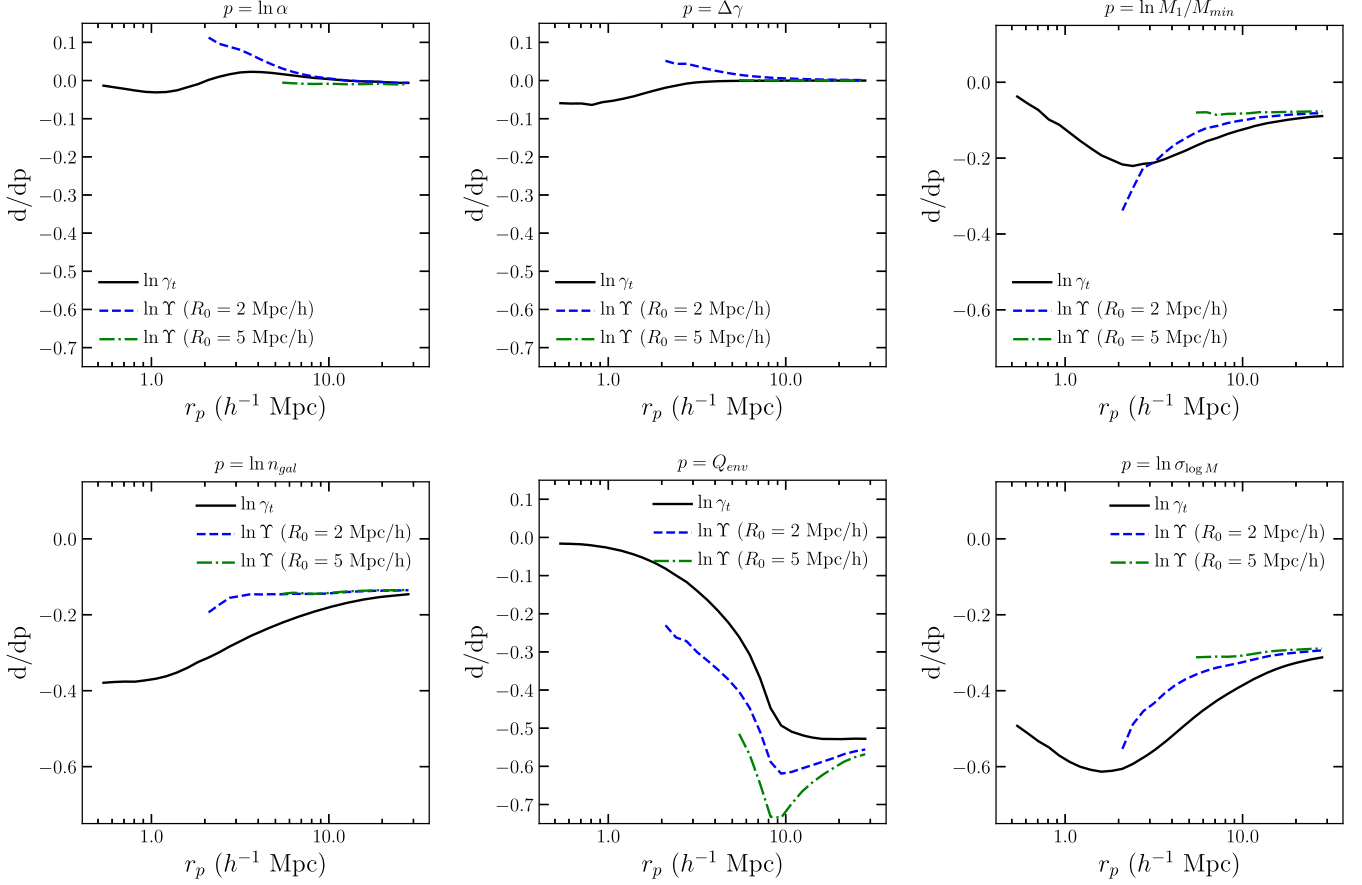 p = ln α
0.1
0.0
−0.1
−0.2
−0.3
−0.4
−0.5
−0.6
−0.7
d/dp
ln γ_t
ln ϒ (R_0 = 2 Mpc/h)
ln ϒ (R_0 = 5 Mpc/h)
1.0 10.0
r_p (h^{−1} Mpc)
p = Δγ
0.1
0.0
−0.1
−0.2
−0.3
−0.4
−0.5
−0.6
−0.7
d/dp
ln γ_t
ln ϒ (R_0 = 2 Mpc/h)
ln ϒ (R_0 = 5 Mpc/h)
1.0 10.0
r_p (h^{−1} Mpc)
p = ln M_1/M_{min}
0.0
−0.2
−0.4
−0.6
d/dp
ln γ_t
ln ϒ (R_0 = 2 Mpc/h)
ln ϒ (R_0 = 5 Mpc/h)
1.0 10.0
r_p (h^{−1} Mpc)
p = ln n_{gal}
0.0
−0.2
−0.4
−0.6
d/dp
ln γ_t
ln ϒ (R_0 = 2 Mpc/h)
ln ϒ (R_0 = 5 Mpc/h)
1.0 10.0
r_p (h^{−1} Mpc)
p = Q_{env}
0.1
0.0
−0.1
−0.2
−0.3
−0.4
−0.5
−0.6
−0.7
d/dp
ln γ_t
ln ϒ (R_0 = 2 Mpc/h)
ln ϒ (R_0 = 5 Mpc/h)
1.0 10.0
r_p (h^{−1} Mpc)
p = ln σ_{log M}
0.0
−0.2
−0.4
−0.6
d/dp
ln γ_t
ln ϒ (R_0 = 2 Mpc/h)
ln ϒ (R_0 = 5 Mpc/h)
1.0 10.0
r_p (h^{−1} Mpc)